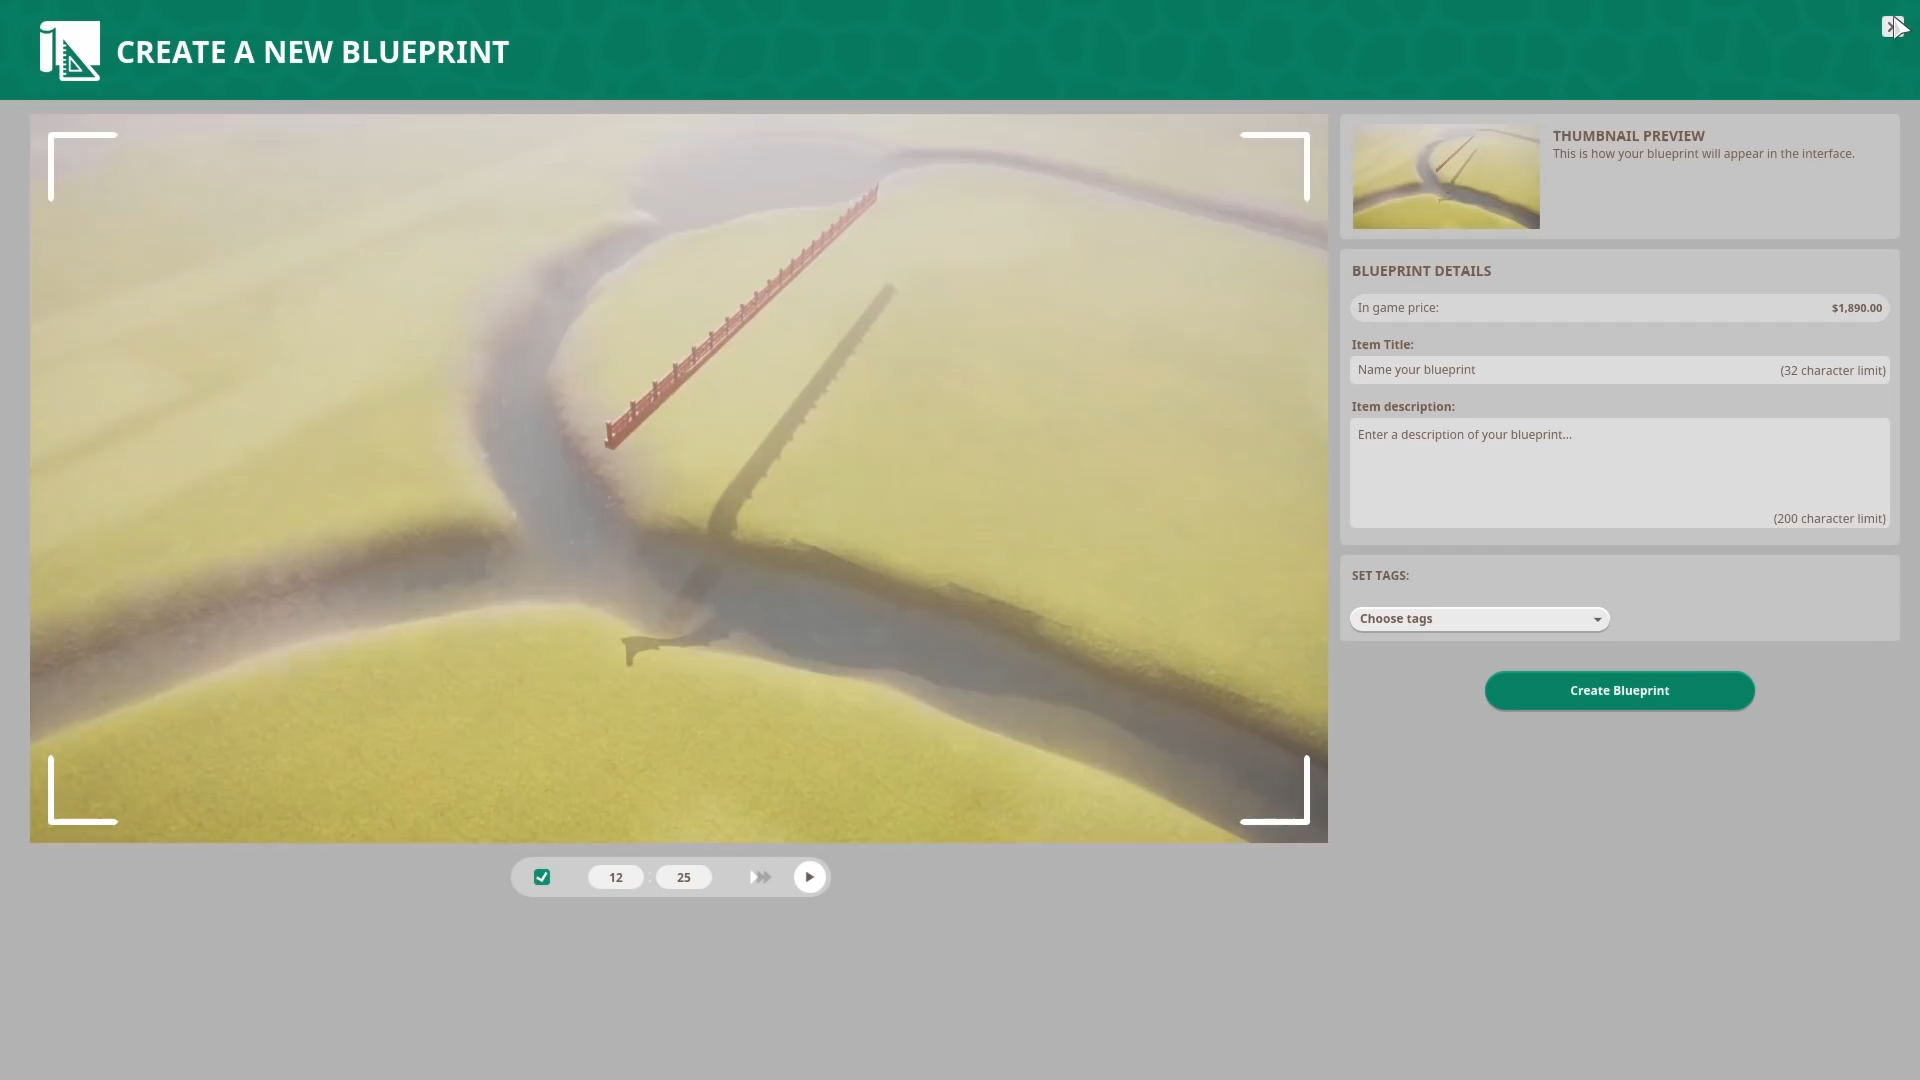 CREATE A NEW BLUEPRINT
THUMBNAIL PREVIEW
This is how your blueprint will appear in the interface.
BLUEPRINT DETAILS
In game price: $1,890.00
Item Title:
Name your blueprint (32 character limit)
Item description:
Enter a description of your blueprint...
(200 character limit)
SET TAGS:
Choose tags
Create Blueprint
12 : 25